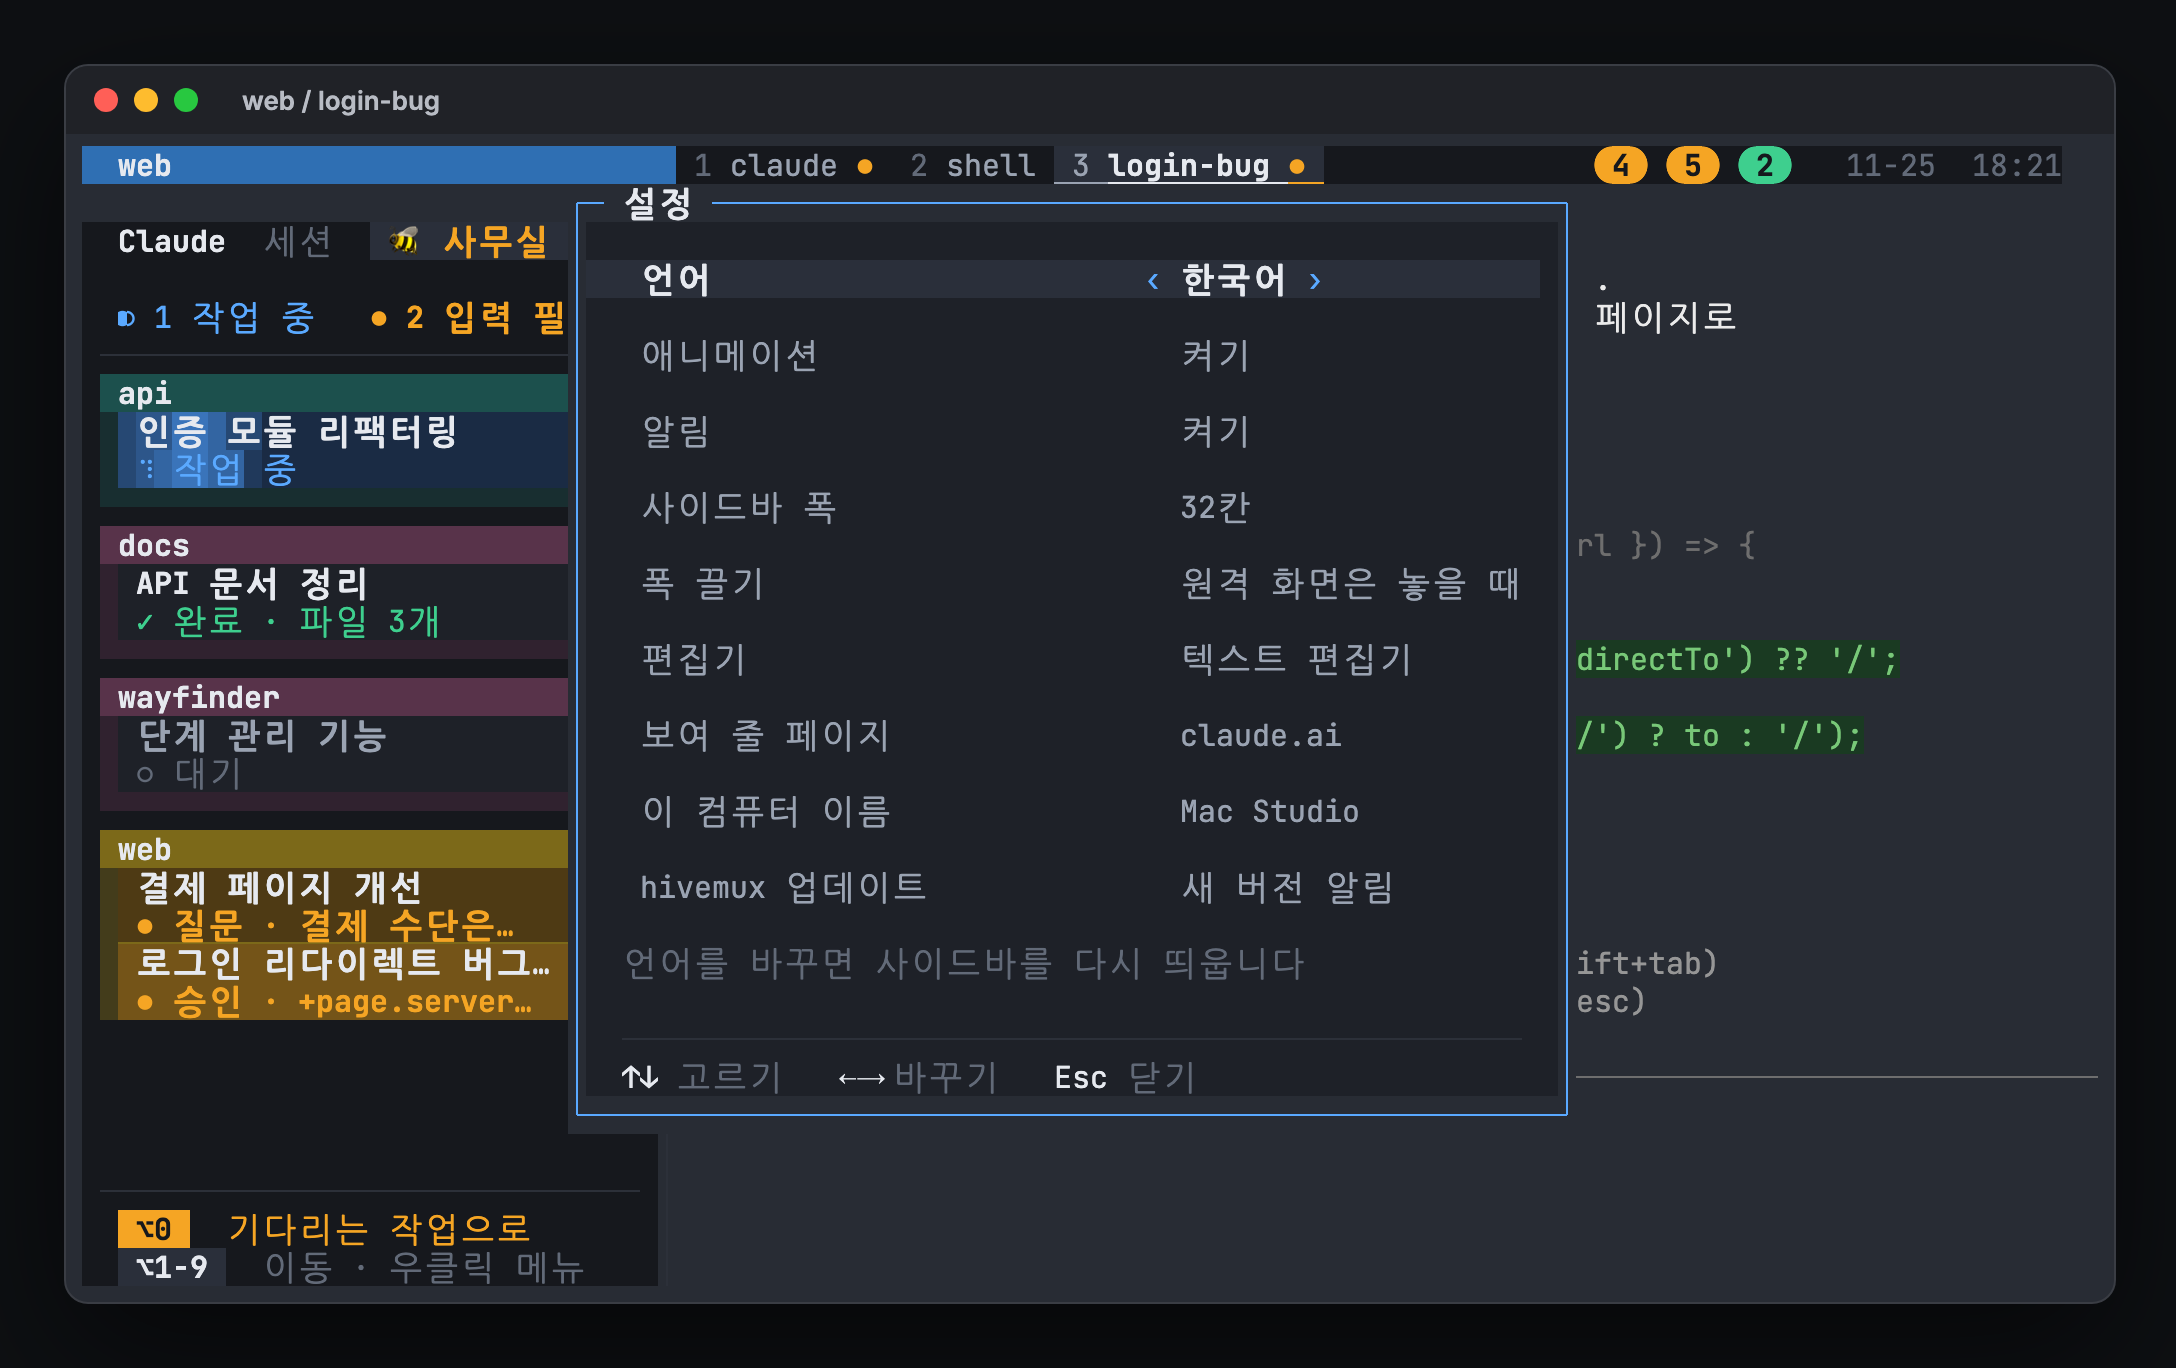 web / login-bug
web 1 claude ● 2 shell 3 login-bug ● 4 5 2 11-25 18:21
설정
Claude 세션 🐝 사무실
1 작업 중 ● 2 입력 필
api
인증 모듈 리팩터링
작업 중
docs
API 문서 정리
✓ 완료 · 파일 3개
wayfinder
단계 관리 기능
○ 대기
web
결제 페이지 개선
● 질문 · 결제 수단은…
로그인 리다이렉트 버그…
● 승인 · +page.server…
⌥0 기다리는 작업으로
⌥1-9 이동 · 우클릭 메뉴
언어 ‹ 한국어 ›
애니메이션 켜기
알림 켜기
사이드바 폭 32칸
폭 끌기 원격 화면은 놓을 때
편집기 텍스트 편집기
보여 줄 페이지 claude.ai
이 컴퓨터 이름 Mac Studio
hivemux 업데이트 새 버전 알림
언어를 바꾸면 사이드바를 다시 띄웁니다
↑↓ 고르기 ←→ 바꾸기 Esc 닫기
.
페이지로
rl }) => {
directTo') ?? '/';
/') ? to : '/');
ift+tab)
esc)